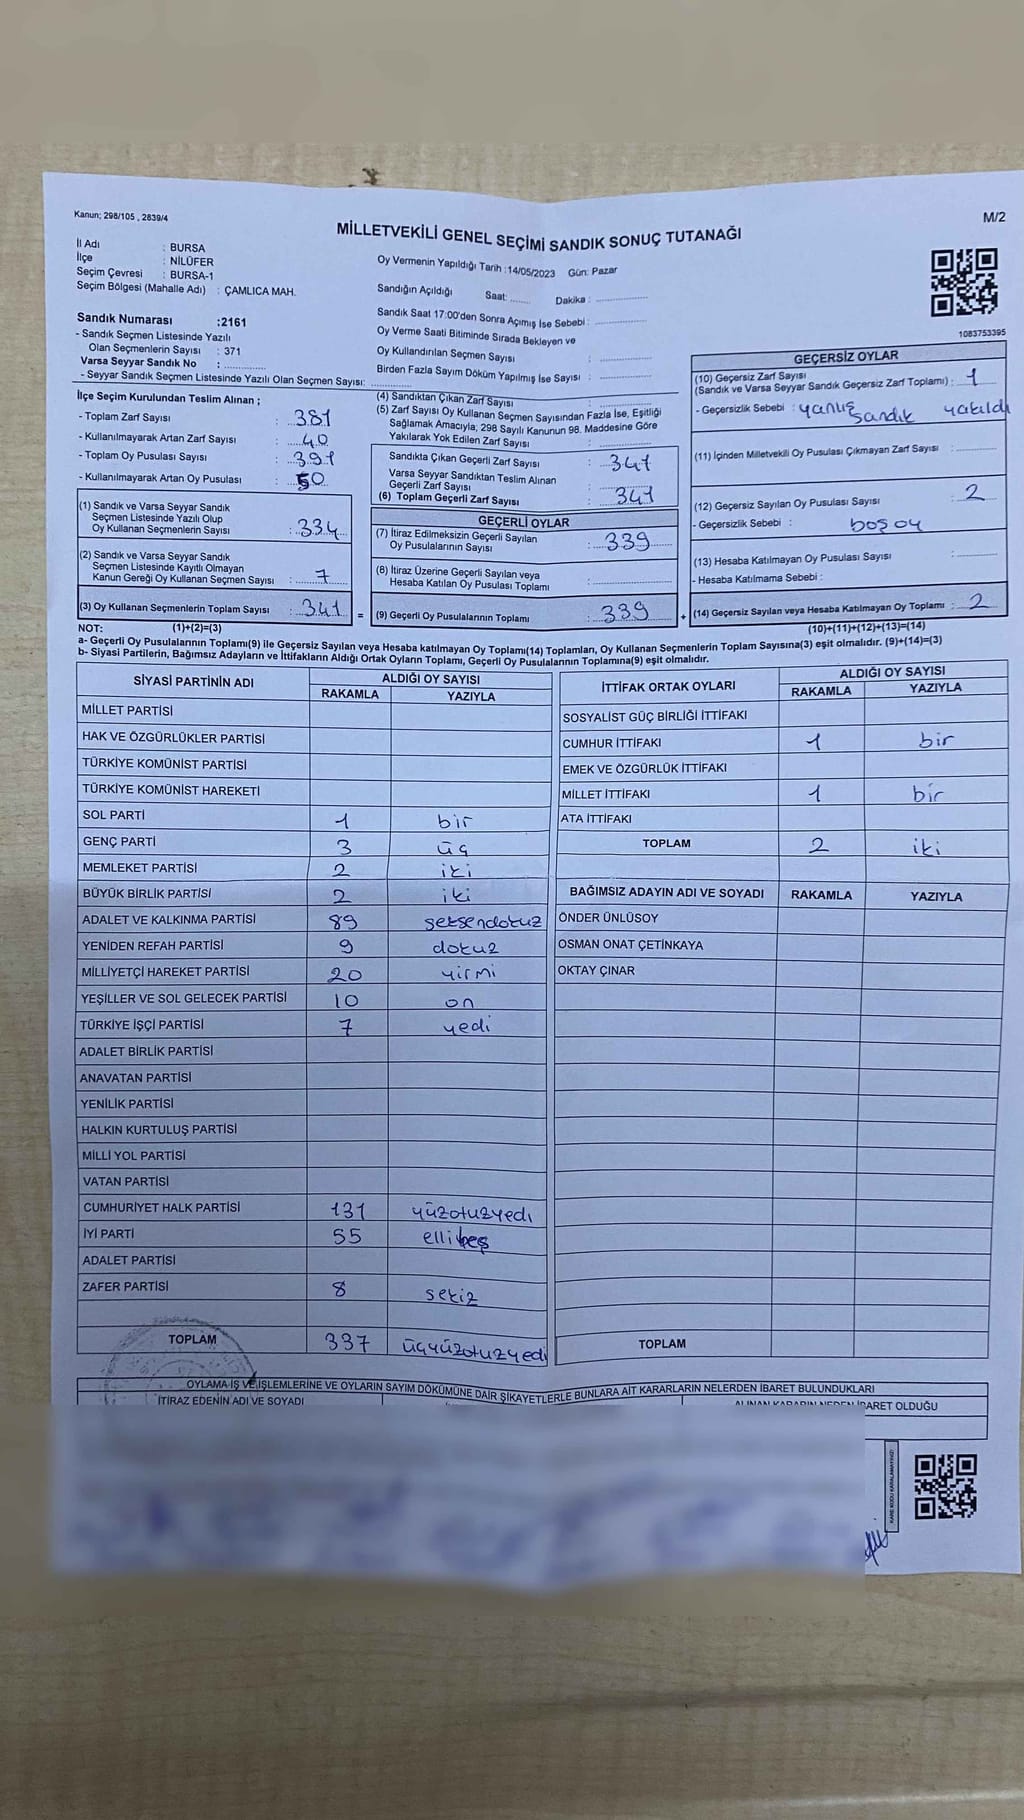 Kanun; 298/105 , 2839/4
M/2
MİLLETVEKİLİ GENEL SEÇİMİ SANDIK SONUÇ TUTANAĞI
İl Adı : BURSA
İlçe : NİLÜFER
Seçim Çevresi : BURSA-1
Seçim Bölgesi (Mahalle Adı) : ÇAMLICA MAH.
Sandık Numarası :2161
- Sandık Seçmen Listesinde Yazılı
Olan Seçmenlerin Sayısı : 371
Varsa Seyyar Sandık No :
- Seyyar Sandık Seçmen Listesinde Yazılı Olan Seçmen Sayısı:
Oy Vermenin Yapıldığı Tarih :14/05/2023 Gün: Pazar
Sandığın Açıldığı Saat: Dakika :
Sandık Saat 17:00'den Sonra Açımış İse Sebebi :
Oy Verme Saati Bitiminde Sırada Bekleyen ve
Oy Kullandırılan Seçmen Sayısı :
Birden Fazla Sayım Döküm Yapılmış İse Sayısı :
1083753395
İlçe Seçim Kurulundan Teslim Alınan ;
- Toplam Zarf Sayısı : 381
- Kullanılmayarak Artan Zarf Sayısı : 40
- Toplam Oy Pusulası Sayısı : 391
- Kullanılmayarak Artan Oy Pusulası : 50
(1) Sandık ve Varsa Seyyar Sandık
Seçmen Listesinde Yazılı Olup
Oy Kullanan Seçmenlerin Sayısı : 334
(2) Sandık ve Varsa Seyyar Sandık
Seçmen Listesinde Kayıtlı Olmayan
Kanun Gereği Oy Kullanan Seçmen Sayısı : 7
(3) Oy Kullanan Seçmenlerin Toplam Sayısı : 341 =
(4) Sandıktan Çıkan Zarf Sayısı :
(5) Zarf Sayısı Oy Kullanan Seçmen Sayısından Fazla İse, Eşitliği
Sağlamak Amacıyla; 298 Sayılı Kanunun 98. Maddesine Göre
Yakılarak Yok Edilen Zarf Sayısı :
Sandıkta Çıkan Geçerli Zarf Sayısı : 341
Varsa Seyyar Sandıktan Teslim Alınan
Geçerli Zarf Sayısı :
(6) Toplam Geçerli Zarf Sayısı : 341
GEÇERLİ OYLAR
(7) İtiraz Edilmeksizin Geçerli Sayılan
Oy Pusulalarının Sayısı : 339
(8) İtiraz Üzerine Geçerli Sayılan veya
Hesaba Katılan Oy Pusulası Toplamı :
(9) Geçerli Oy Pusulalarının Toplamı : 339 +
GEÇERSİZ OYLAR
(10) Geçersiz Zarf Sayısı
(Sandık ve Varsa Seyyar Sandık Geçersiz Zarf Toplamı) : 1
- Geçersizlik Sebebi : yanlış sandık yakıldı
(11) İçinden Milletvekili Oy Pusulası Çıkmayan Zarf Sayısı :
(12) Geçersiz Sayılan Oy Pusulası Sayısı : 2
- Geçersizlik Sebebi : boş oy
(13) Hesaba Katılmayan Oy Pusulası Sayısı :
- Hesaba Katılmama Sebebi :
(14) Geçersiz Sayılan veya Hesaba Katılmayan Oy Toplamı : 2
NOT: (1)+(2)=(3)
(10)+(11)+(12)+(13)=(14)
a- Geçerli Oy Pusulalarının Toplamı(9) ile Geçersiz Sayılan veya Hesaba katılmayan Oy Toplamı(14) Toplamları, Oy Kullanan Seçmenlerin Toplam Sayısına(3) eşit olmalıdır. (9)+(14)=(3)
b- Siyasi Partilerin, Bağımsız Adayların ve İttifakların Aldığı Ortak Oyların Toplamı, Geçerli Oy Pusulalarının Toplamına(9) eşit olmalıdır.
SİYASİ PARTİNİN ADI ALDIĞI OY SAYISI
RAKAMLA YAZIYLA
MİLLET PARTİSİ
HAK VE ÖZGÜRLÜKLER PARTİSİ
TÜRKİYE KOMÜNİST PARTİSİ
TÜRKİYE KOMÜNİST HAREKETİ
SOL PARTİ 1 bir
GENÇ PARTİ 3 üç
MEMLEKET PARTİSİ 2 iki
BÜYÜK BİRLİK PARTİSİ 2 iki
ADALET VE KALKINMA PARTİSİ 89 seksendokuz
YENİDEN REFAH PARTİSİ 9 dokuz
MİLLİYETÇİ HAREKET PARTİSİ 20 yirmi
YEŞİLLER VE SOL GELECEK PARTİSİ 10 on
TÜRKİYE İŞÇİ PARTİSİ 7 yedi
ADALET BİRLİK PARTİSİ
ANAVATAN PARTİSİ
YENİLİK PARTİSİ
HALKIN KURTULUŞ PARTİSİ
MİLLİ YOL PARTİSİ
VATAN PARTİSİ
CUMHURİYET HALK PARTİSİ 131 yüzotuzyedi
İYİ PARTİ 55 ellibeş
ADALET PARTİSİ
ZAFER PARTİSİ 8 sekiz
TOPLAM 337 üçyüzotuzyedi
İTTİFAK ORTAK OYLARI ALDIĞI OY SAYISI
RAKAMLA YAZIYLA
SOSYALİST GÜÇ BİRLİĞİ İTTİFAKI
CUMHUR İTTİFAKI 1 bir
EMEK VE ÖZGÜRLÜK İTTİFAKI
MİLLET İTTİFAKI 1 bir
ATA İTTİFAKI
TOPLAM 2 iki
BAĞIMSIZ ADAYIN ADI VE SOYADI RAKAMLA YAZIYLA
ÖNDER ÜNLÜSOY
OSMAN ONAT ÇETİNKAYA
OKTAY ÇINAR
TOPLAM
OYLAMA İŞ VE İŞLEMLERİNE VE OYLARIN SAYIM DÖKÜMÜNE DAİR ŞİKAYETLERLE BUNLARA AİT KARARLARIN NELERDEN İBARET BULUNDUKLARI
İTİRAZ EDENİN ADI VE SOYADI
ALINAN KARARIN NEDEN İBARET OLDUĞU
KARE KODU KARALAMAYINIZ!